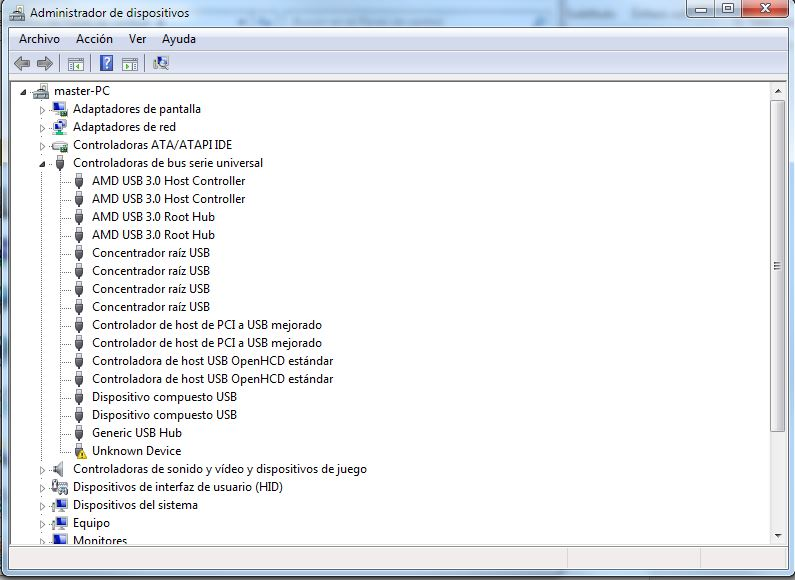 Administrador de dispositivos
Archivo Acción Ver Ayuda
master-PC
Adaptadores de pantalla
Adaptadores de red
Controladoras ATA/ATAPI IDE
Controladoras de bus serie universal
AMD USB 3.0 Host Controller
AMD USB 3.0 Host Controller
AMD USB 3.0 Root Hub
AMD USB 3.0 Root Hub
Concentrador raíz USB
Concentrador raíz USB
Concentrador raíz USB
Concentrador raíz USB
Controlador de host de PCI a USB mejorado
Controlador de host de PCI a USB mejorado
Controladora de host USB OpenHCD estándar
Controladora de host USB OpenHCD estándar
Dispositivo compuesto USB
Dispositivo compuesto USB
Generic USB Hub
Unknown Device
Controladoras de sonido y vídeo y dispositivos de juego
Dispositivos de interfaz de usuario (HID)
Dispositivos del sistema
Equipo
Monitores